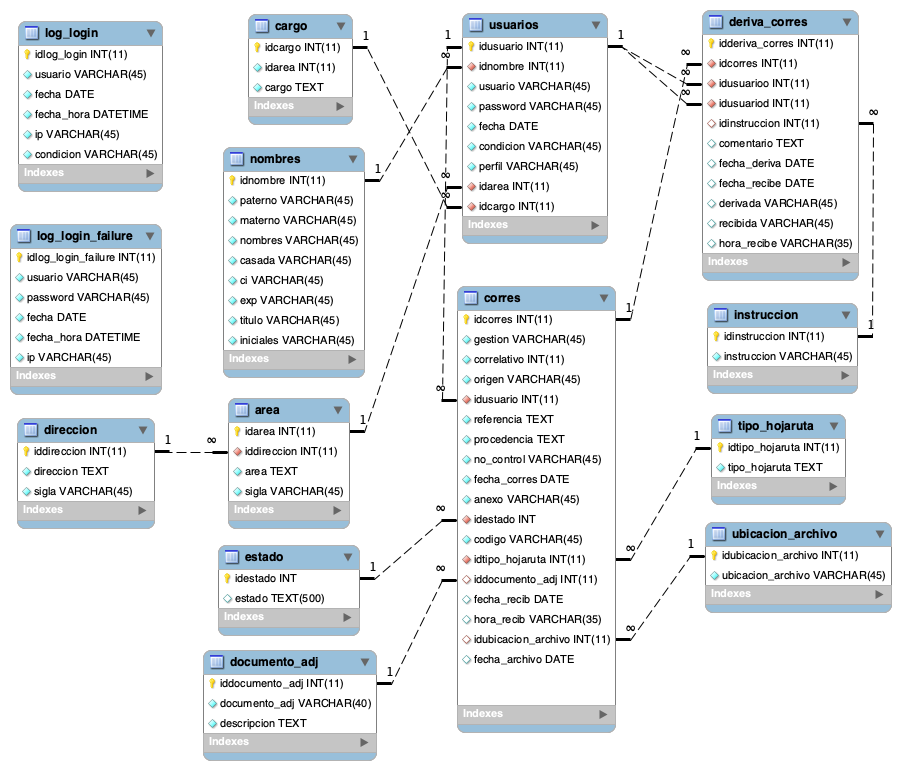 log_login
idlog_login INT(11)
usuario VARCHAR(45)
fecha DATE
fecha_hora DATETIME
ip VARCHAR(45)
condicion VARCHAR(45)
Indexes
log_login_failure
idlog_login_failure INT(11)
usuario VARCHAR(45)
password VARCHAR(45)
fecha DATE
fecha_hora DATETIME
ip VARCHAR(45)
Indexes
direccion
iddireccion INT(11)
direccion TEXT
sigla VARCHAR(45)
Indexes
1
∞
cargo
idcargo INT(11)
idarea INT(11)
cargo TEXT
Indexes
1
nombres
idnombre INT(11)
paterno VARCHAR(45)
materno VARCHAR(45)
nombres VARCHAR(45)
casada VARCHAR(45)
ci VARCHAR(45)
exp VARCHAR(45)
titulo VARCHAR(45)
iniciales VARCHAR(45)
Indexes
1
area
idarea INT(11)
iddireccion INT(11)
area TEXT
sigla VARCHAR(45)
Indexes
1
estado
idestado INT
estado TEXT(500)
Indexes
1
∞
documento_adj
iddocumento_adj INT(11)
documento_adj VARCHAR(40)
descripcion TEXT
Indexes
1
∞
usuarios
idusuario INT(11)
idnombre INT(11)
usuario VARCHAR(45)
password VARCHAR(45)
fecha DATE
condicion VARCHAR(45)
perfil VARCHAR(45)
idarea INT(11)
idcargo INT(11)
Indexes
1
∞
∞
∞
1
corres
idcorres INT(11)
gestion VARCHAR(45)
correlativo INT(11)
origen VARCHAR(45)
idusuario INT(11)
referencia TEXT
procedencia TEXT
no_control VARCHAR(45)
fecha_corres DATE
anexo VARCHAR(45)
idestado INT
codigo VARCHAR(45)
idtipo_hojaruta INT(11)
iddocumento_adj INT(11)
fecha_recib DATE
hora_recib VARCHAR(35)
idubicacion_archivo INT(11)
fecha_archivo DATE
Indexes
∞
1
∞
∞
deriva_corres
idderiva_corres INT(11)
idcorres INT(11)
idusuarioo INT(11)
idusuariod INT(11)
idinstruccion INT(11)
comentario TEXT
fecha_deriva DATE
fecha_recibe DATE
derivada VARCHAR(45)
recibida VARCHAR(45)
hora_recibe VARCHAR(35)
Indexes
∞
∞
∞
∞
instruccion
idinstruccion INT(11)
instruccion VARCHAR(45)
Indexes
1
tipo_hojaruta
idtipo_hojaruta INT(11)
tipo_hojaruta TEXT
Indexes
1
ubicacion_archivo
idubicacion_archivo INT(11)
ubicacion_archivo VARCHAR(45)
Indexes
1